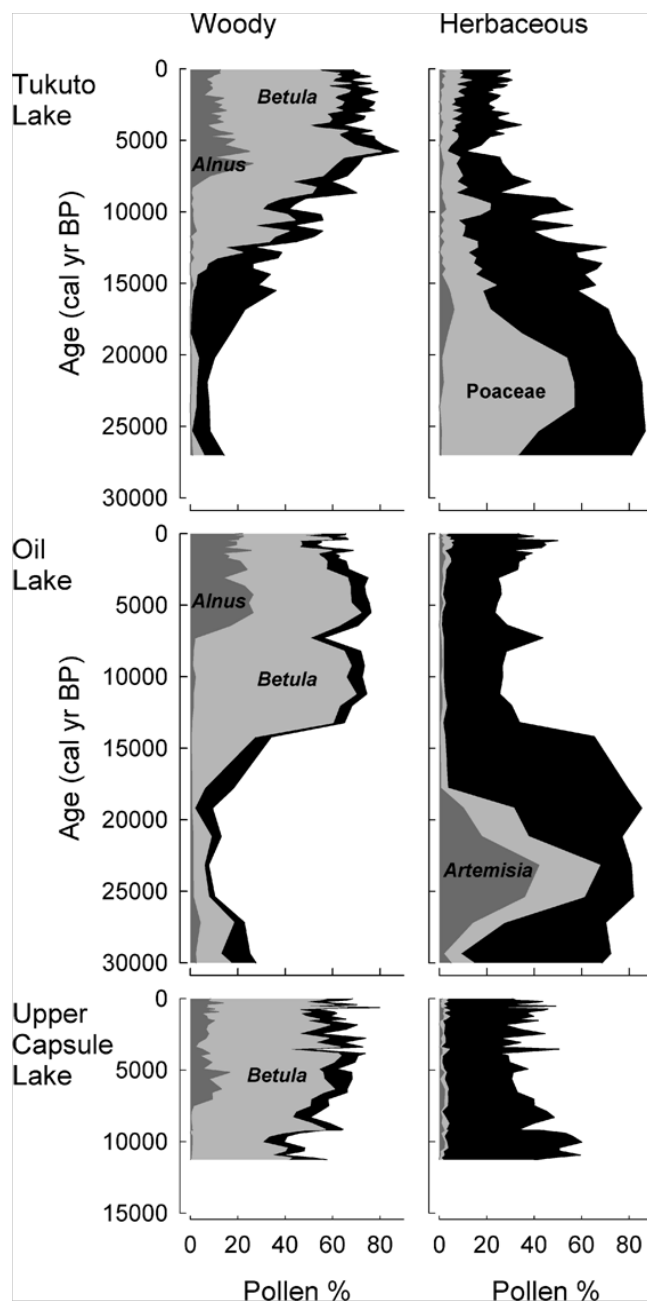 Woody
Herbaceous
Tukuto
Lake
0
5000
10000
15000
20000
25000
30000
Age (cal yr BP)
Betula
Alnus
Poaceae
Oil
Lake
0
5000
10000
15000
20000
25000
30000
Age (cal yr BP)
Alnus
Betula
Artemisia
Upper
Capsule
Lake
0
5000
10000
15000
Betula
0 20 40 60 80
0 20 40 60 80
Pollen %
Pollen %